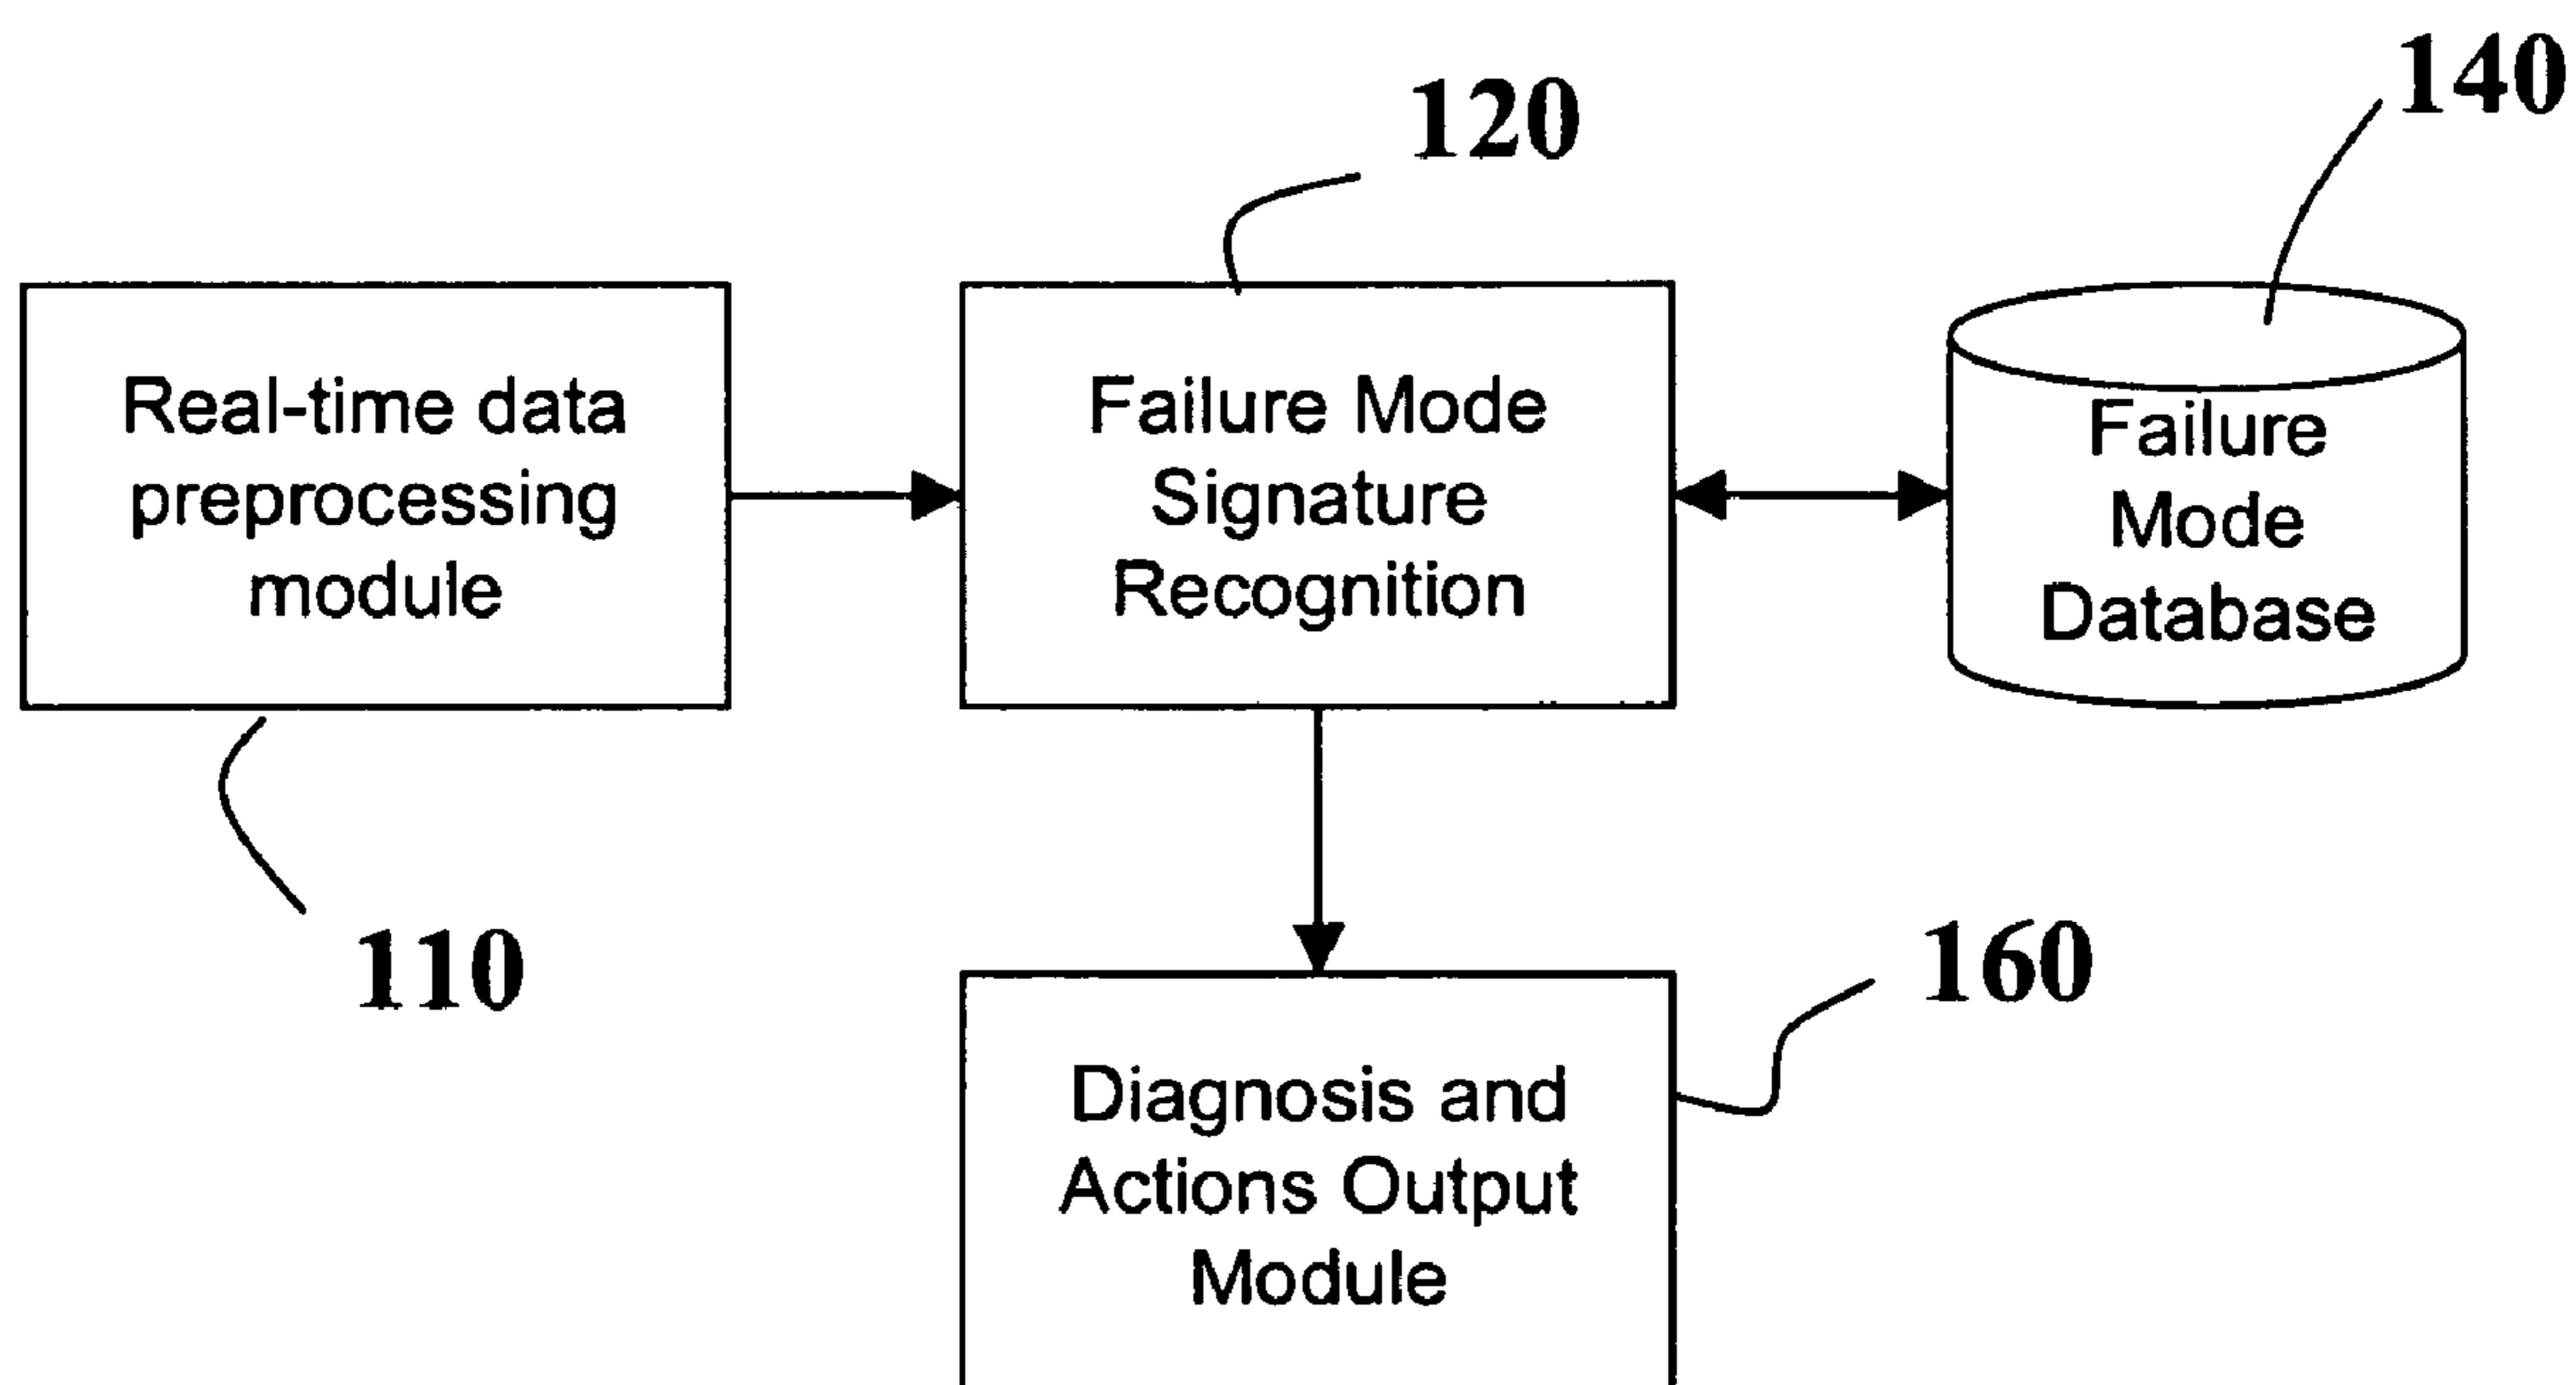 140
120
Real-time data
preprocessing
module
Failure Mode
Signature
Recognition
Failure
Mode
Database
110
160
Diagnosis and
Actions Output
Module